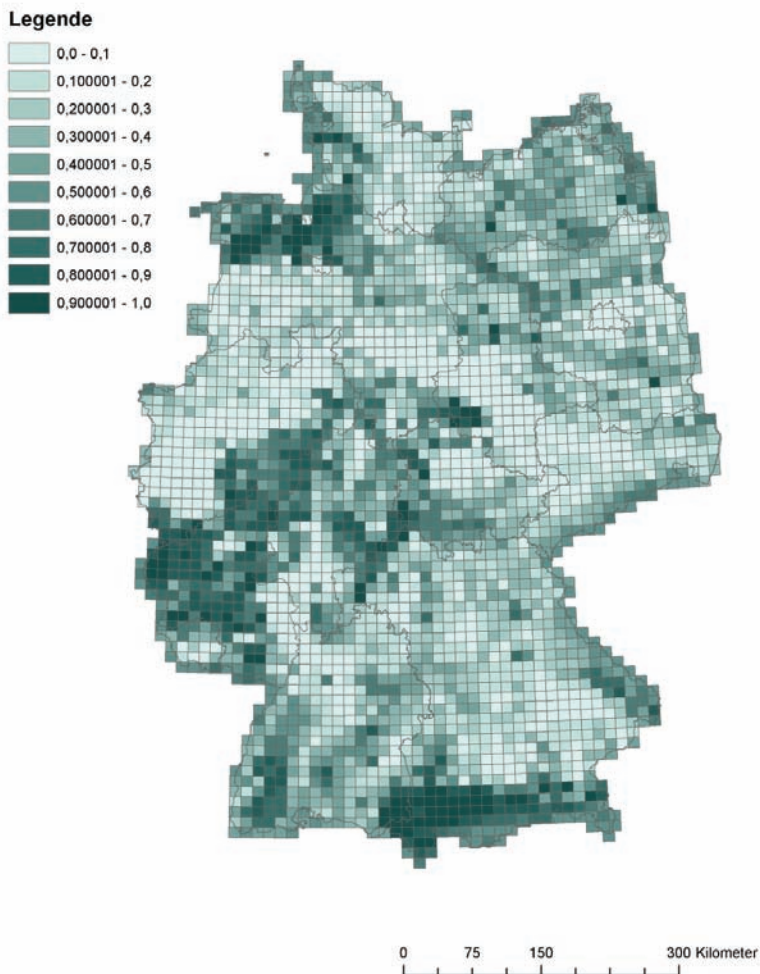 Legende
0,0 - 0,1
0,100001 - 0,2
0,200001 - 0,3
0,300001 - 0,4
0,400001 - 0,5
0,500001 - 0,6
0,600001 - 0,7
0,700001 - 0,8
0,800001 - 0,9
0,900001 - 1,0
0 75 150 300 Kilometer